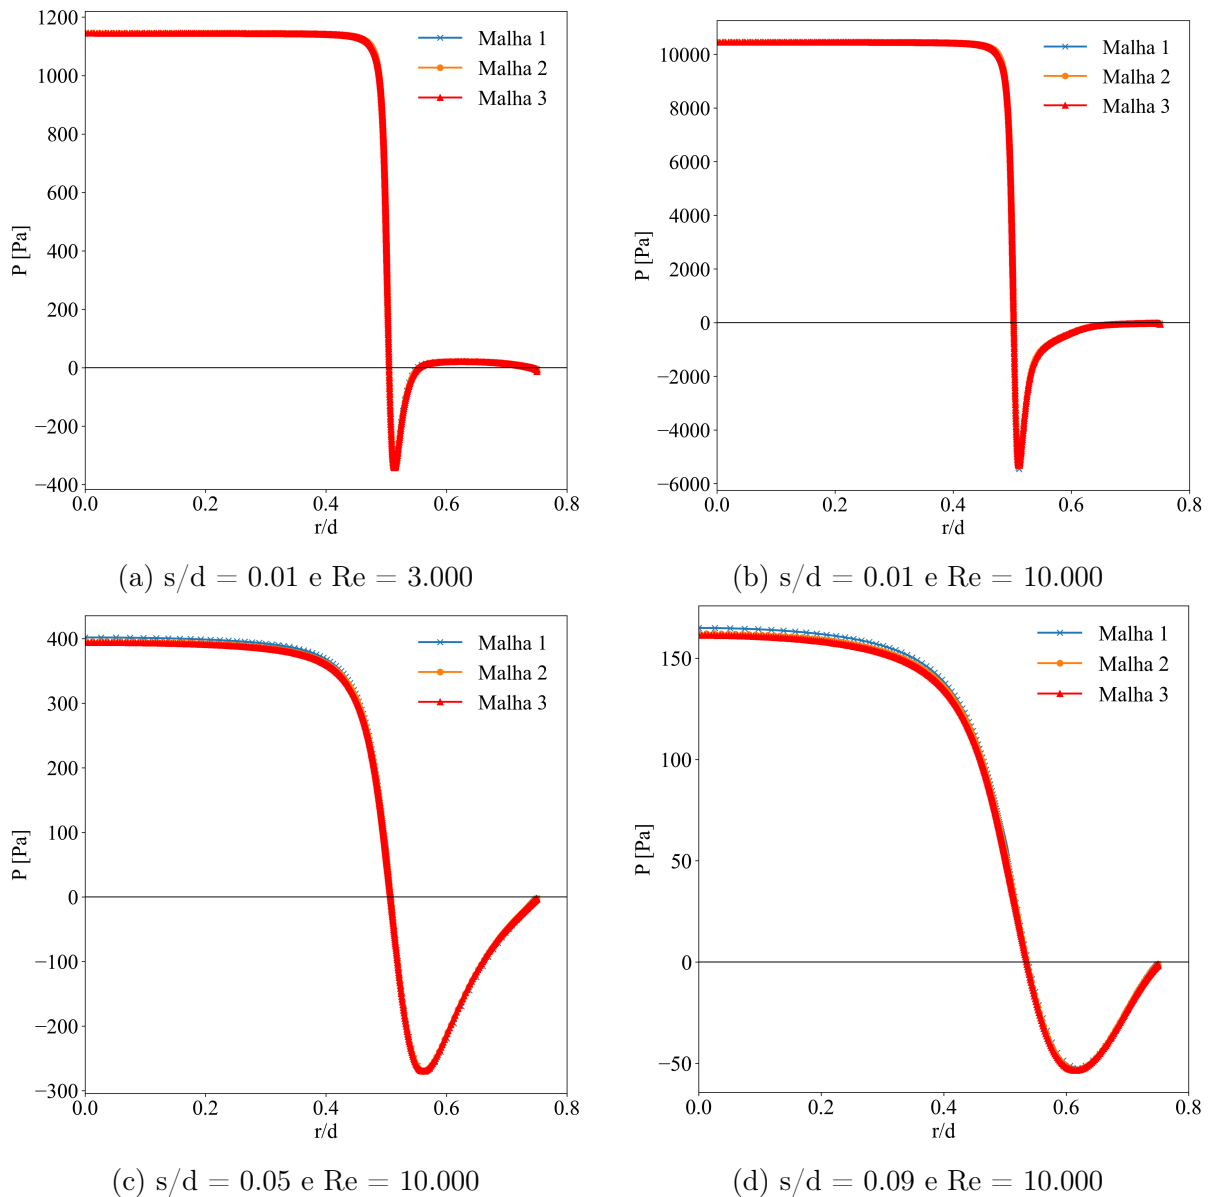 1200
1000
800
600
400
200
0
−200
−400
P [Pa]
0.0 0.2 0.4 0.6 0.8
r/d
Malha 1
Malha 2
Malha 3
(a) s/d = 0.01 e Re = 3.000
10000
8000
6000
4000
2000
0
−2000
−4000
−6000
P [Pa]
0.0 0.2 0.4 0.6 0.8
r/d
Malha 1
Malha 2
Malha 3
(b) s/d = 0.01 e Re = 10.000
400
300
200
100
0
−100
−200
−300
P [Pa]
0.0 0.2 0.4 0.6 0.8
r/d
Malha 1
Malha 2
Malha 3
(c) s/d = 0.05 e Re = 10.000
150
100
50
0
−50
P [Pa]
0.0 0.2 0.4 0.6 0.8
r/d
Malha 1
Malha 2
Malha 3
(d) s/d = 0.09 e Re = 10.000